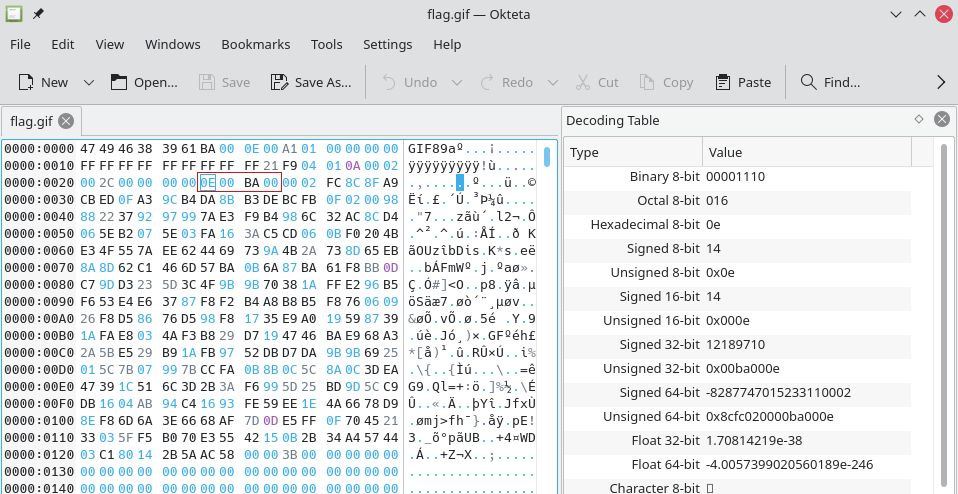 flag.gif — Okteta
File Edit View Windows Bookmarks Tools Settings Help
New Open... Save Save As... Undo Redo Cut Copy Paste Find...
flag.gif
Decoding Table
0000:0000 47 49 46 38 39 61 BA 00 0E 00 A1 01 00 00 00 00 GIF89aº...¡.....
0000:0010 FF FF FF FF FF FF FF FF FF 21 F9 04 01 0A 00 02 ÿÿÿÿÿÿÿÿÿ!ù.....
0000:0020 00 2C 00 00 00 00 0E 00 BA 00 00 02 FC 8C 8F A9 .,......º...ü..©
0000:0030 CB ED 0F A3 9C B4 DA 8B B3 DE BC FB 0F 02 00 98 Ëí.£.´Ú.³Þ¼û....
0000:0040 88 22 37 92 97 99 7A E3 F9 B4 98 6C 32 AC 8C D4 ."7...zãù´.l2¬.Ô
0000:0050 06 5E B2 07 5E 03 FA 16 3A C5 CD 06 0B F0 20 4B .^².^.ú.:ÅÍ..ð K
0000:0060 E3 4F 55 7A EE 62 44 69 73 9A 4B 2A 73 8D 65 EB ãOUzîbDis.K*s.eë
0000:0070 8A 8D 62 C1 46 6D 57 BA 0B 6A 87 BA 61 F8 BB 0D ..bÁFmWº.j.ºaø».
0000:0080 C7 9D D3 23 5D 3C 4F 9B 9B 70 38 1A FF E2 96 B5 Ç.Ó#]<O..p8.ÿâ.µ
0000:0090 F6 53 E4 E6 37 87 F8 F2 B4 A8 B8 B5 F8 76 06 09 öSäæ7.øò´¨¸µøv..
0000:00A0 26 F8 D5 86 76 D5 98 F8 17 35 E9 A0 19 59 87 39 &øÕ.vÕ.ø.5é .Y.9
0000:00B0 1A FA E8 03 4A F3 B8 29 D7 19 47 46 BA E9 68 A3 .úè.Jó¸)×.GFºéh£
0000:00C0 2A 5B E5 29 B9 1A FB 97 52 DB D7 DA 9B 9B 69 25 *[å)¹.û.RÛ×Ú..i%
0000:00D0 01 5C 7B 07 99 7B CC FA 0B 8B 0C 5C 8A 0C 3D EA .\{..{Ìú...\..=ê
0000:00E0 47 39 1C 51 6C 3D 2B 3A F6 99 5D 25 BD 9D 5C C9 G9.Ql=+:ö.]%½.\É
0000:00F0 DB 16 04 AB 94 C4 16 93 FE 59 EE 1E 4A 66 78 D9 Û..«.Ä..þYî.JfxÙ
0000:0100 8E F8 6D 6A 3E 66 68 AF 7D 0D E5 FF 0F 70 45 21 .ømj>fh¯}.åÿ.pE!
0000:0110 33 03 5F F5 B0 70 E3 55 42 15 0B 2B 34 A4 57 44 3._õ°pãUB..+4¤WD
0000:0120 03 C1 80 14 2B 5A AC 58 00 00 3B 00 00 00 00 00 .Á..+Z¬X..;.....
0000:0130 00 00 00 00 00 00 00 00 00 00 00 00 00 00 00 00 ................
0000:0140 00 00 00 00 00 00 00 00 00 00 00 00 00 00 00 00 ................
Type Value
Binary 8-bit 00001110
Octal 8-bit 016
Hexadecimal 8-bit 0e
Signed 8-bit 14
Unsigned 8-bit 0x0e
Signed 16-bit 14
Unsigned 16-bit 0x000e
Signed 32-bit 12189710
Unsigned 32-bit 0x00ba000e
Signed 64-bit -8287747015233110002
Unsigned 64-bit 0x8cfc020000ba000e
Float 32-bit 1.70814219e-38
Float 64-bit -4.0057399020560189e-246
Character 8-bit